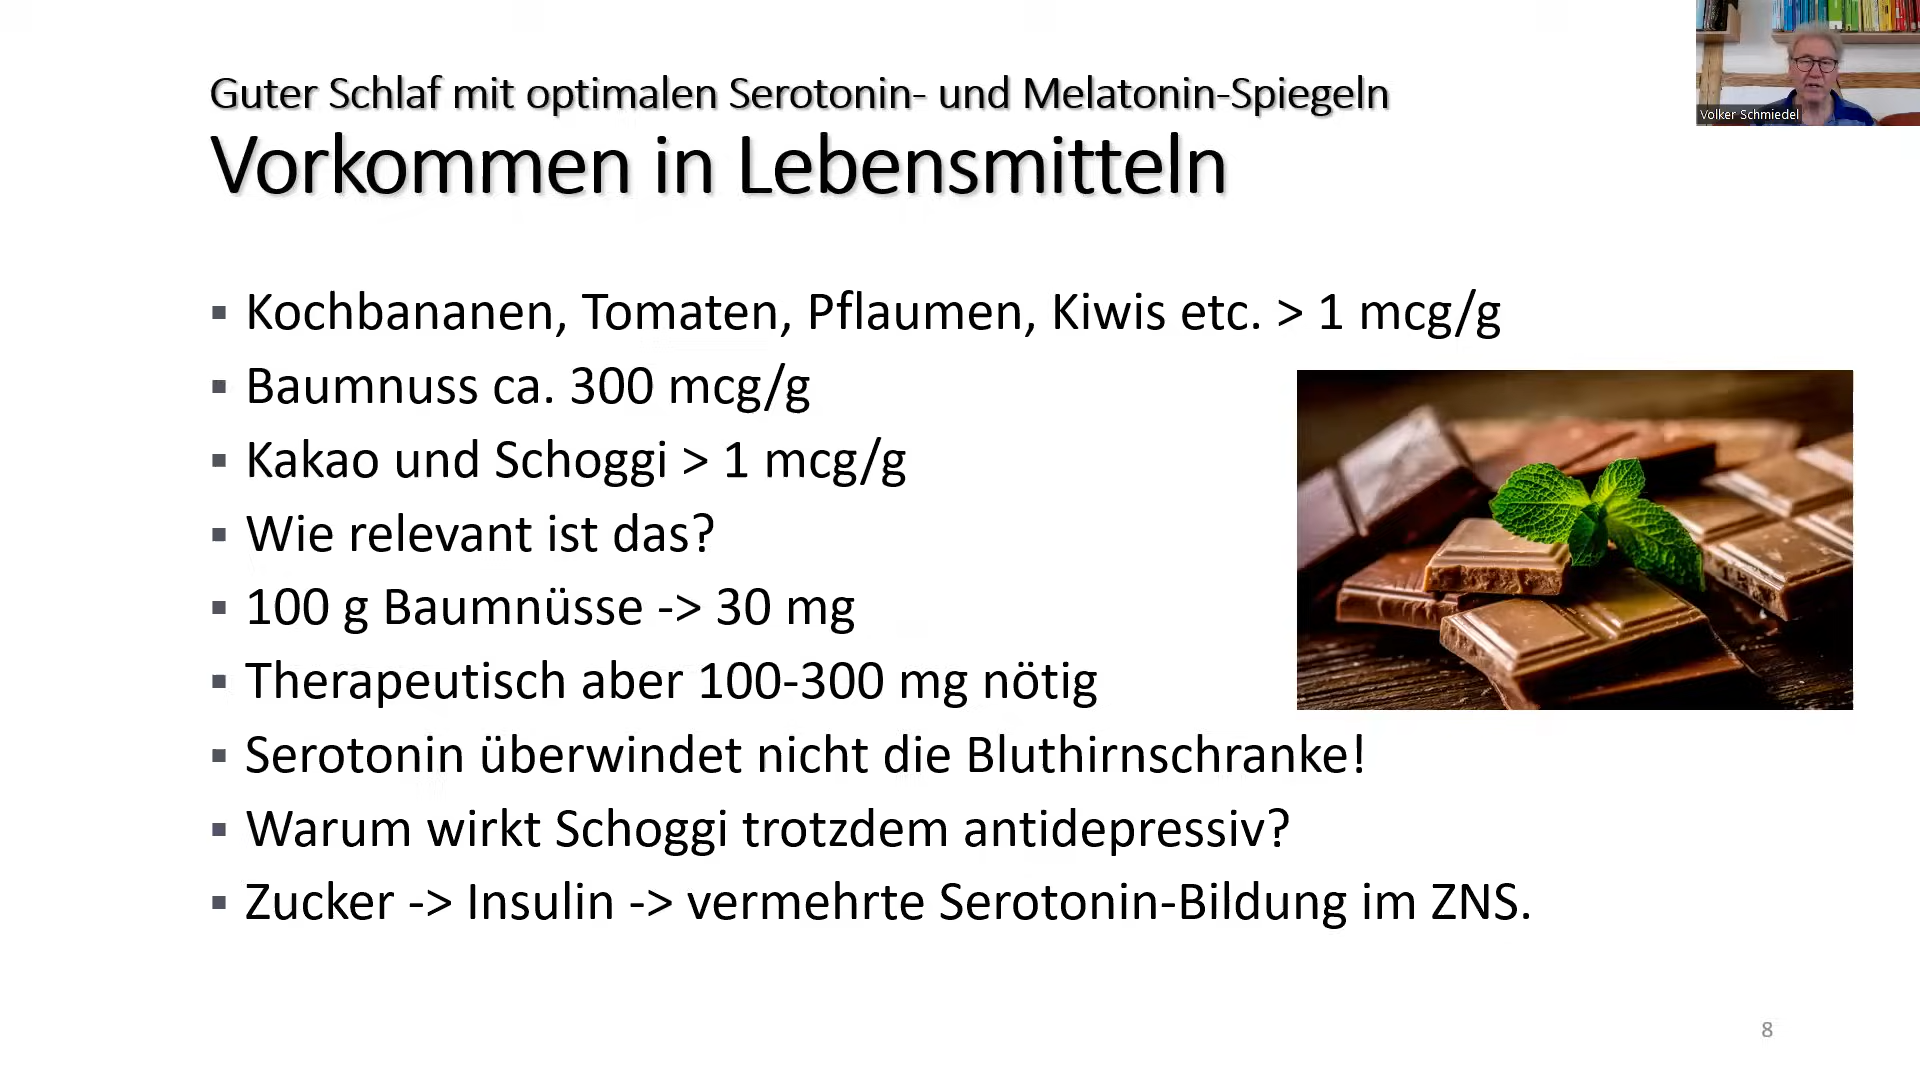 Guter Schlaf mit optimalen Serotonin- und Melatonin-Spiegeln
Vorkommen in Lebensmitteln
Volker Schmiedel
▪ Kochbananen, Tomaten, Pflaumen, Kiwis etc. > 1 mcg/g
▪ Baumnuss ca. 300 mcg/g
▪ Kakao und Schoggi > 1 mcg/g
▪ Wie relevant ist das?
▪ 100 g Baumnüsse -> 30 mg
▪ Therapeutisch aber 100-300 mg nötig
▪ Serotonin überwindet nicht die Bluthirnschranke!
▪ Warum wirkt Schoggi trotzdem antidepressiv?
▪ Zucker -> Insulin -> vermehrte Serotonin-Bildung im ZNS.
8